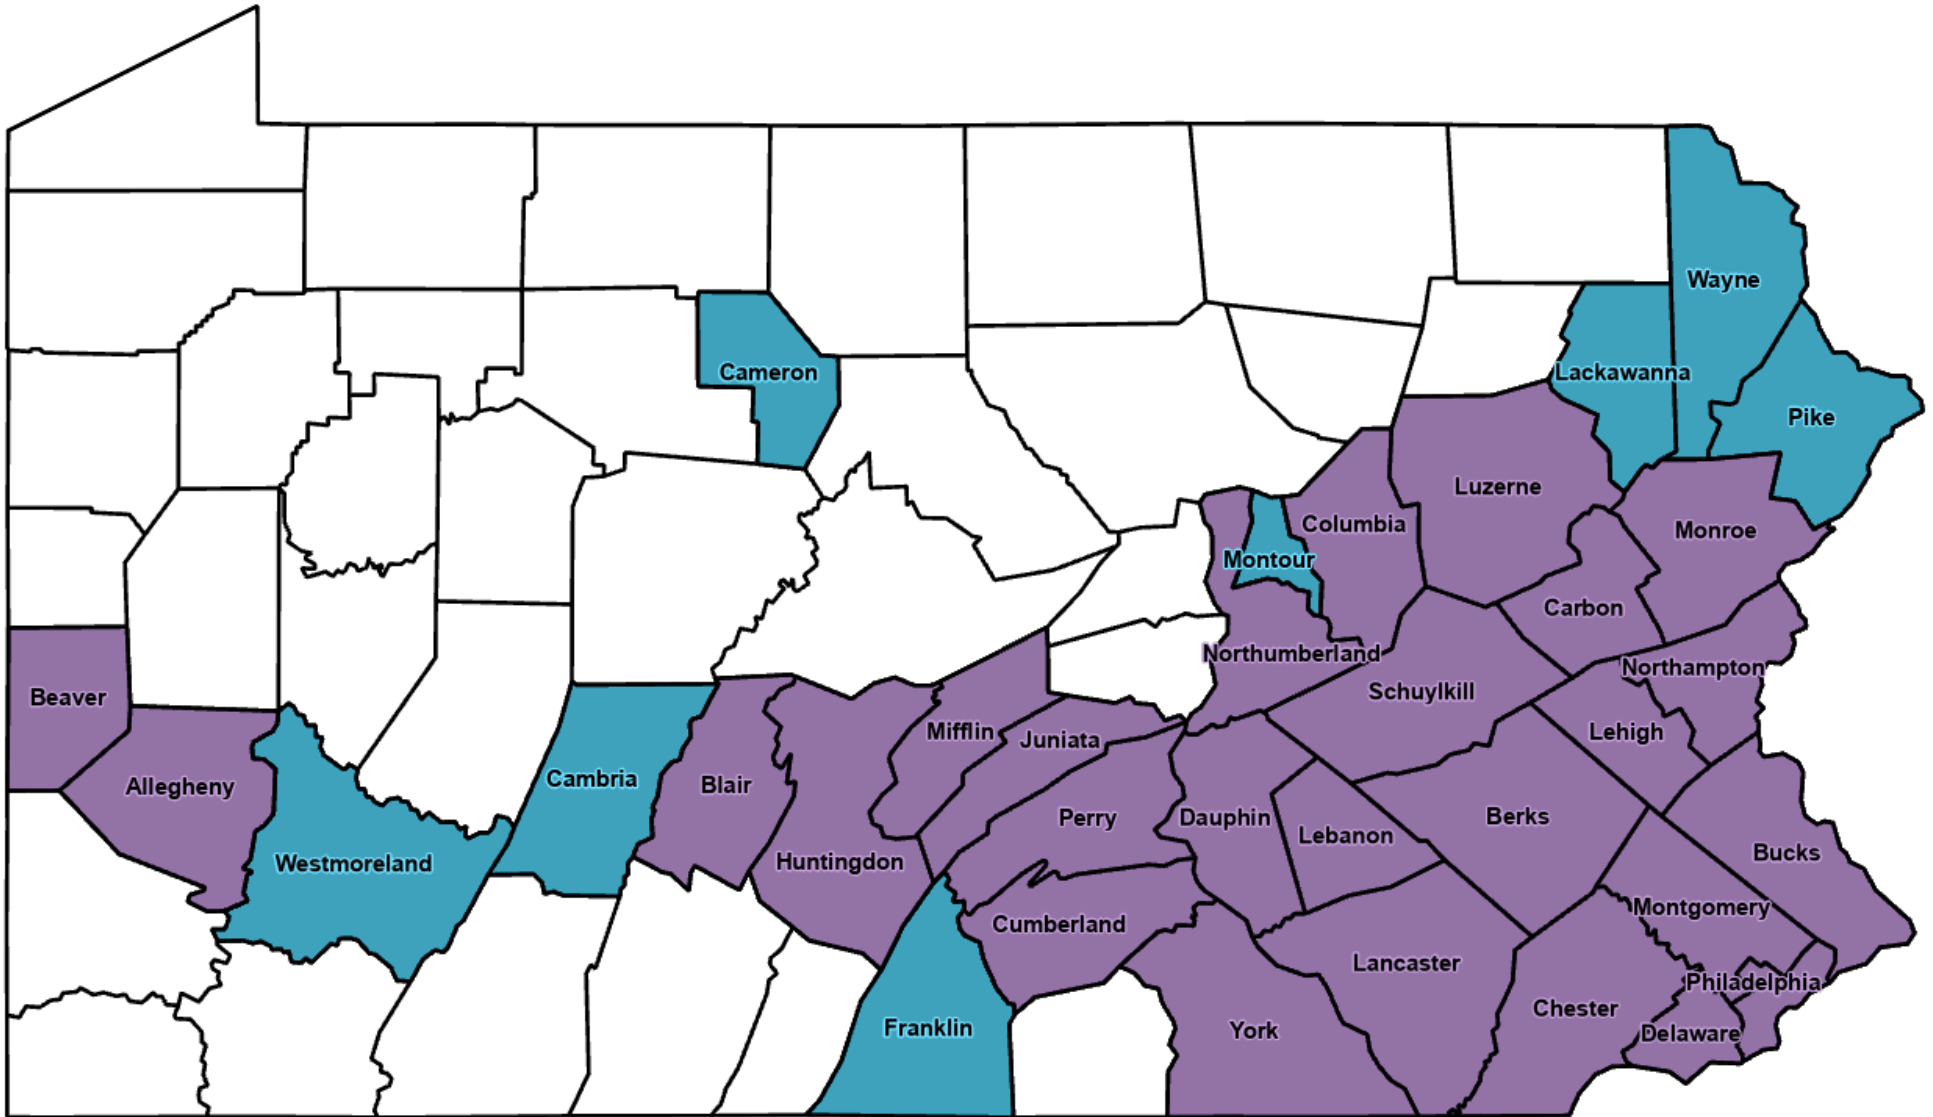 Wayne
Cameron
Lackawanna
Pike
Luzerne
Columbia
Monroe
Montour
Carbon
Northumberland
Northampton
Schuylkill
Beaver
Mifflin
Lehigh
Juniata
Cambria
Blair
Allegheny
Berks
Perry
Dauphin
Lebanon
Bucks
Huntingdon
Westmoreland
Montgomery
Cumberland
Lancaster
Philadelphia
Chester
Franklin
York
Delaware